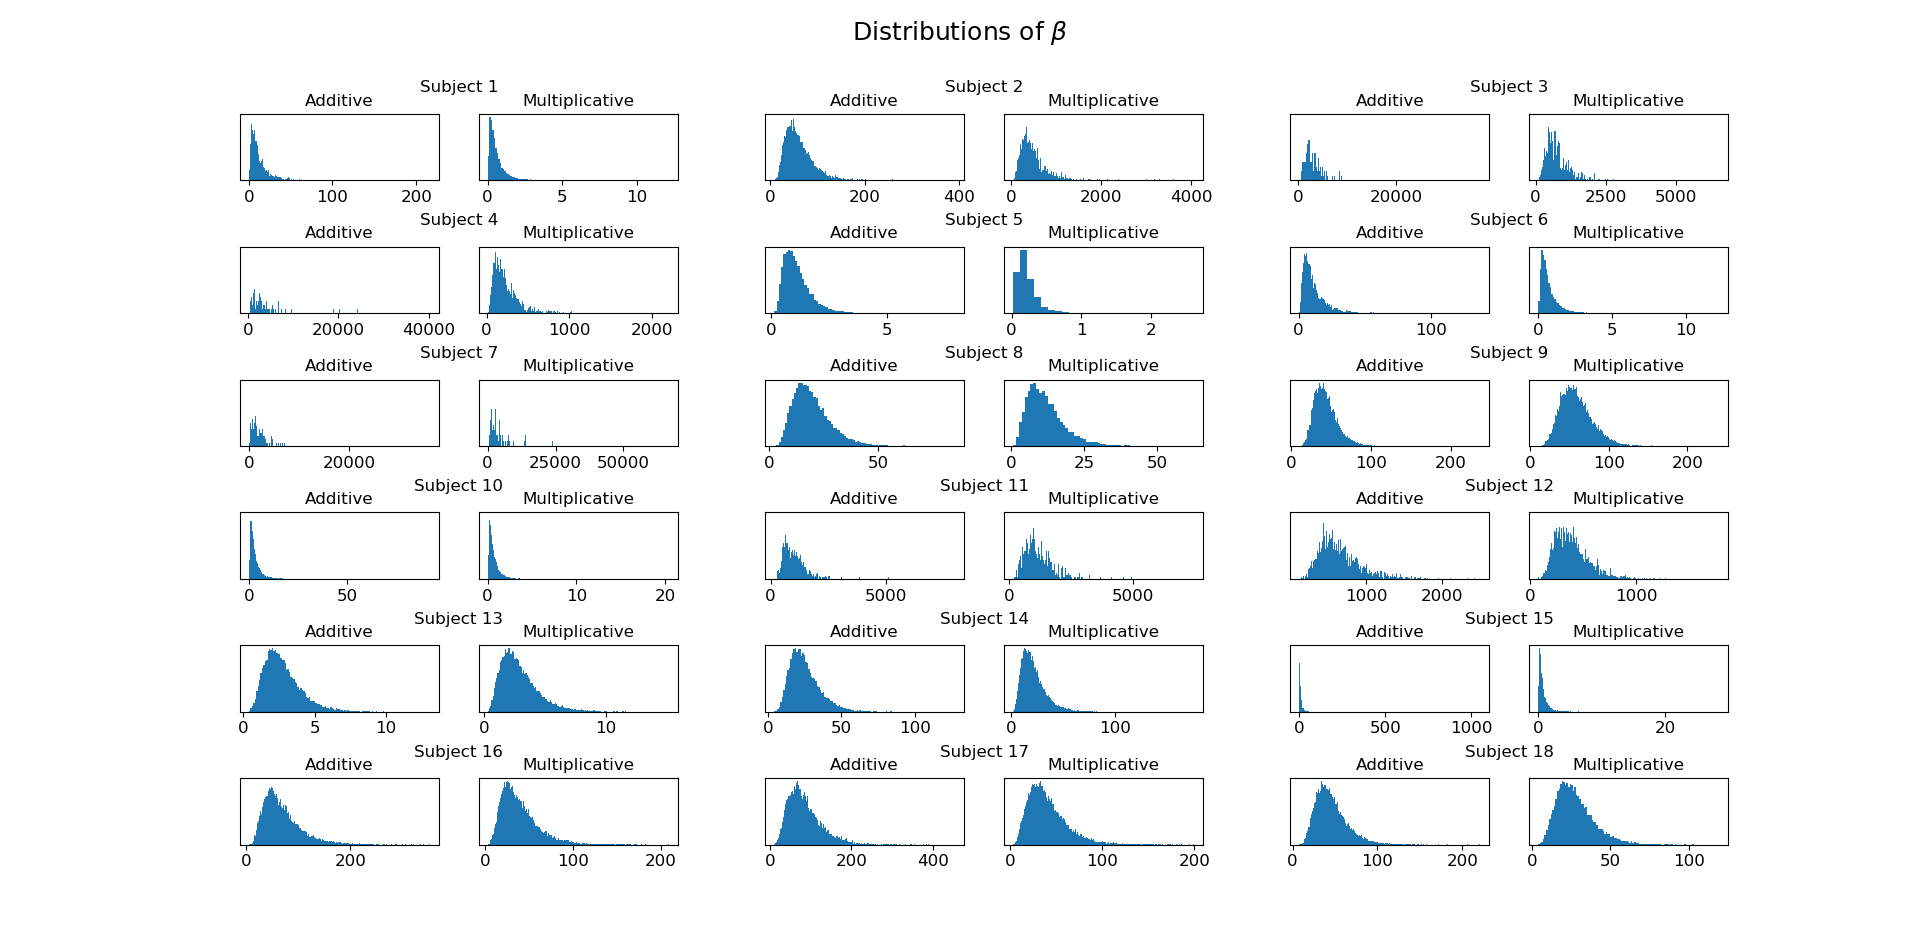 Distributions of β
Subject 1
Additive Multiplicative
0 100 200 0 5 10
Subject 2
Additive Multiplicative
0 200 400 0 2000 4000
Subject 3
Additive Multiplicative
0 20000 0 2500 5000
Subject 4
Additive Multiplicative
0 20000 40000 0 1000 2000
Subject 5
Additive Multiplicative
0 5 0 1 2
Subject 6
Additive Multiplicative
0 100 0 5 10
Subject 7
Additive Multiplicative
0 20000 0 25000 50000
Subject 8
Additive Multiplicative
0 50 0 25 50
Subject 9
Additive Multiplicative
0 100 200 0 100 200
Subject 10
Additive Multiplicative
0 50 0 10 20
Subject 11
Additive Multiplicative
0 5000 0 5000
Subject 12
Additive Multiplicative
1000 2000 0 1000
Subject 13
Additive Multiplicative
0 5 10 0 10
Subject 14
Additive Multiplicative
0 50 100 0 100
Subject 15
Additive Multiplicative
0 500 1000 0 20
Subject 16
Additive Multiplicative
0 200 0 100 200
Subject 17
Additive Multiplicative
0 200 400 0 100 200
Subject 18
Additive Multiplicative
0 100 200 0 50 100